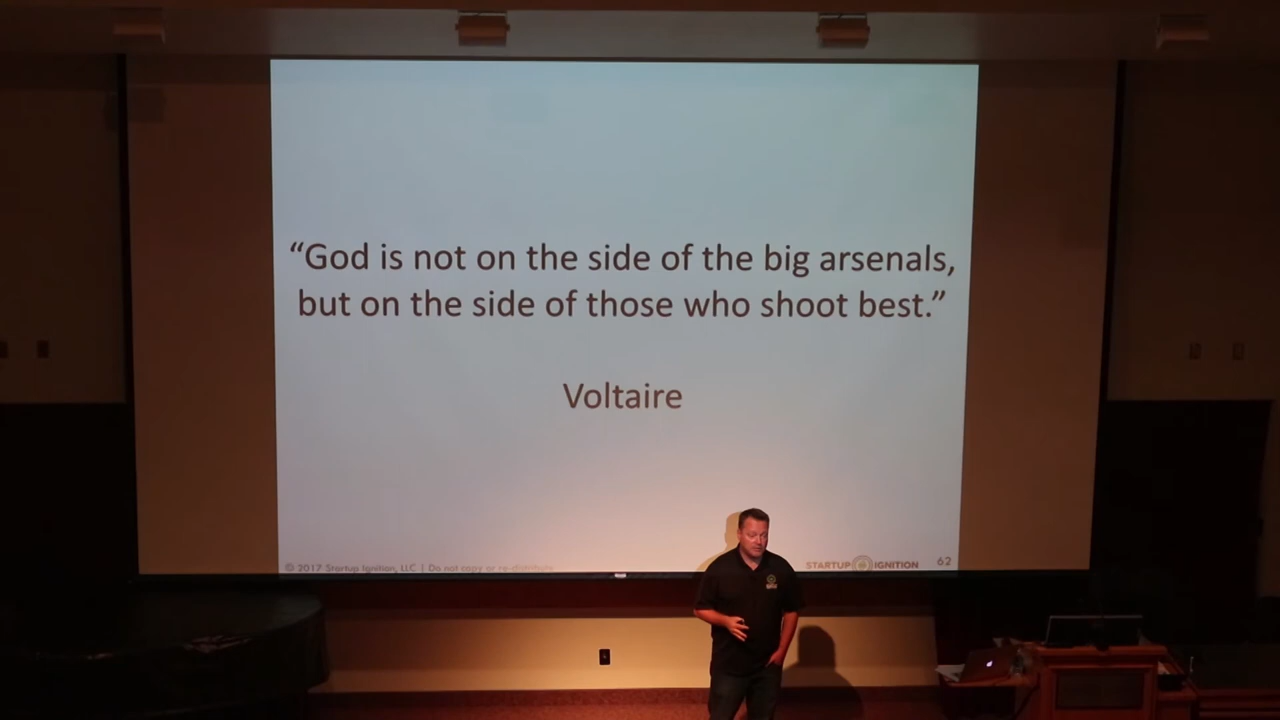 “God is not on the side of the big arsenals,
but on the side of those who shoot best.”
Voltaire
© 2017 Startup Ignition, LLC | Do not copy or re-distribute
STARTUP IGNITION
62